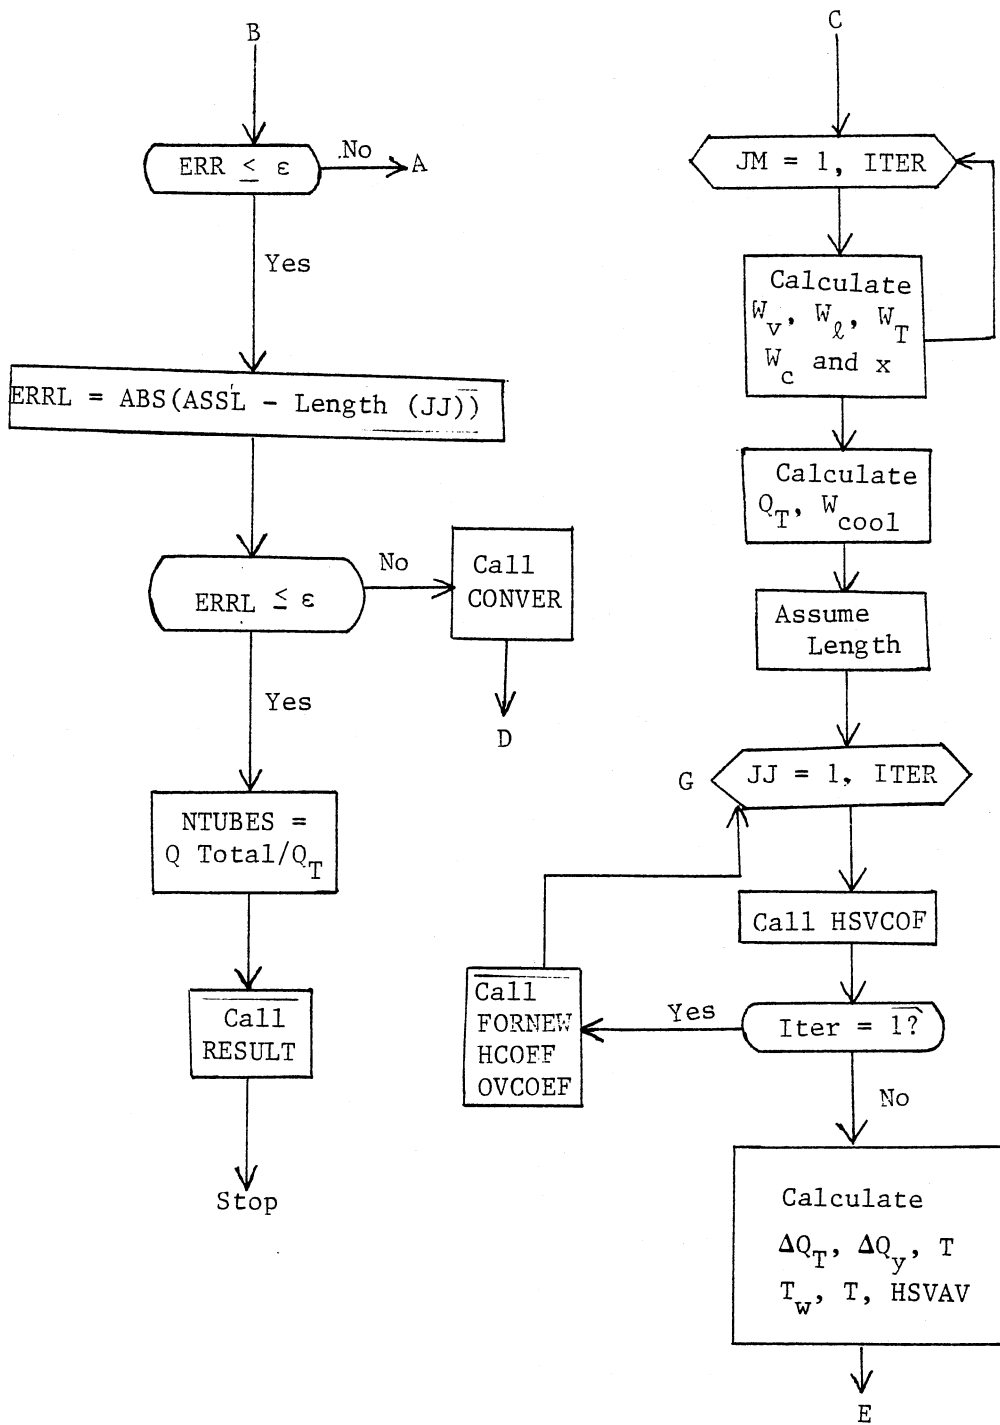 B
ERR ≤ ε
No
A
Yes
ERRL = ABS(ASSL - Length (JJ))
ERRL ≤ ε
No
Call
CONVER
D
Yes
NTUBES =
Q Total/Q_T
Call
RESULT
Stop
C
JM = 1, ITER
Calculate
W_v, W_ℓ, W_T
W_c and x
Calculate
Q_T, W_cool
Assume
Length
G
JJ = 1, ITER
Call HSVCOF
Iter = 1?
Yes
Call
FORNEW
HCOFF
OVCOEF
No
Calculate
ΔQ_T, ΔQ_y, T
T_w, T, HSVAV
E